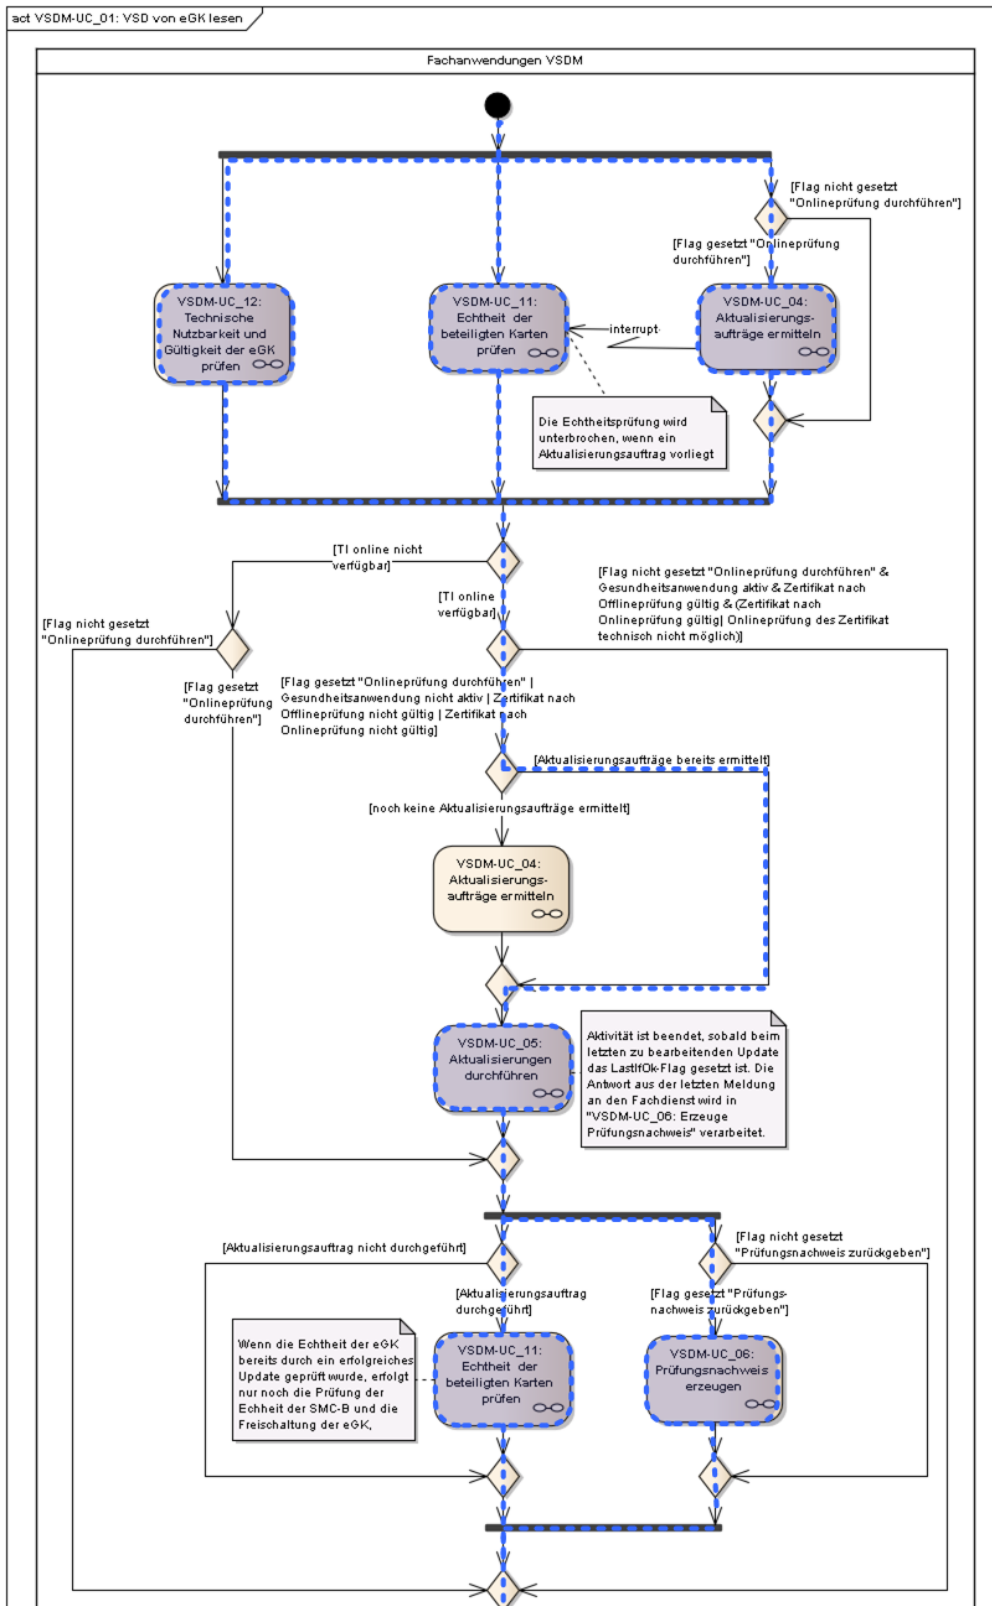 act VSDM-UC_01: VSD von eGK lesen
Fachanwendungen VSDM
[Flag nicht gesetzt
"Onlineprüfung durchführen"]
[Flag gesetzt "Onlineprüfung
durchführen"]
VSDM-UC_12:
Technische
Nutzbarkeit und
Gültigkeit der eGK
prüfen
VSDM-UC_11:
Echtheit der
beteiligten Karten
prüfen
interrupt
VSDM-UC_04:
Aktualisierungs-
aufträge ermitteln
Die Echtheitsprüfung wird
unterbrochen, wenn ein
Aktualisierungsauftrag vorliegt
[TI online nicht
verfügbar]
[TI online
verfügbar]
[Flag nicht gesetzt "Onlineprüfung durchführen" &
Gesundheitsanwendung aktiv & Zertifikat nach
Offlineprüfung gültig & (Zertifikat nach
Onlineprüfung gültig| Onlineprüfung des Zertifikat
technisch nicht möglich)]
[Flag nicht gesetzt
"Onlineprüfung durchführen"]
[Flag gesetzt
"Onlineprüfung
durchführen"]
[Flag gesetzt "Onlineprüfung durchführen" |
Gesundheitsanwendung nicht aktiv | Zertifikat nach
Offlineprüfung nicht gültig | Zertifikat nach
Onlineprüfung nicht gültig]
[Aktualisierungsaufträge bereits ermittelt]
[noch keine Aktualisierungsaufträge ermittelt]
VSDM-UC_04:
Aktualisierungs-
aufträge ermitteln
VSDM-UC_05:
Aktualisierungen
durchführen
Aktivität ist beendet, sobald beim
letzten zu bearbeitenden Update
das LastIfOk-Flag gesetzt ist. Die
Antwort aus der letzten Meldung
an den Fachdienst wird in
"VSDM-UC_06: Erzeuge
Prüfungsnachweis" verarbeitet.
[Aktualisierungsauftrag nicht durchgeführt]
[Flag nicht gesetzt
"Prüfungsnachweis zurückgeben"]
[Aktualisierungsauftrag
durchgeführt]
[Flag gesetzt "Prüfungs-
nachweis zurückgeben"]
Wenn die Echtheit der eGK
bereits durch ein erfolgreiches
Update geprüft wurde, erfolgt
nur noch die Prüfung der
Echheit der SMC-B und die
Freischaltung der eGK,
VSDM-UC_11:
Echtheit der
beteiligten Karten
prüfen
VSDM-UC_06:
Prüfungsnachweis
erzeugen